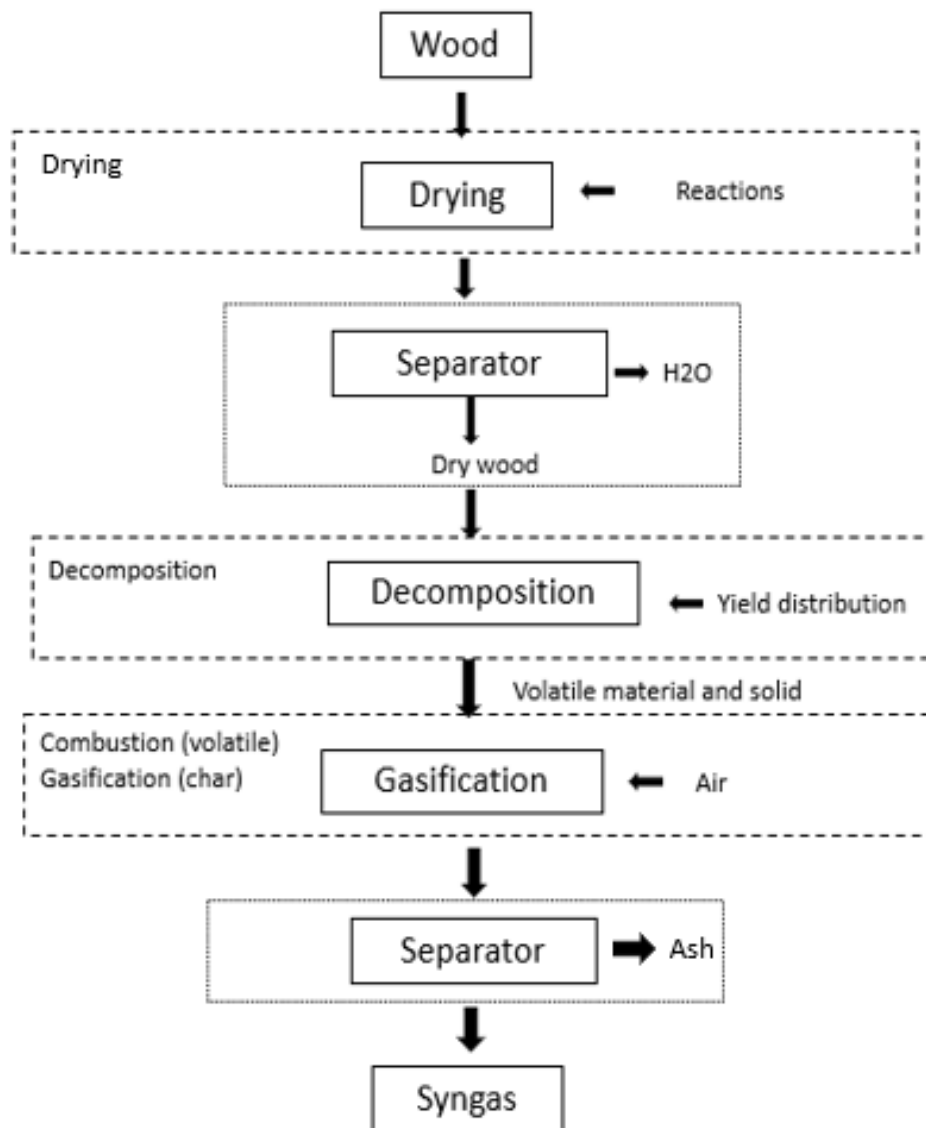 Wood
Drying
Drying
Reactions
Separator
H2O
Dry wood
Decomposition
Decomposition
Yield distribution
Volatile material and solid
Combustion (volatile)
Gasification (char)
Gasification
Air
Separator
Ash
Syngas